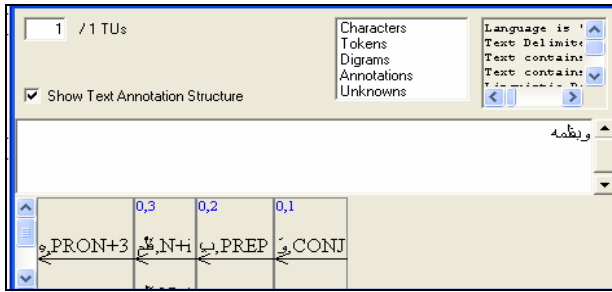 1 / 1 TUs
Show Text Annotation Structure
Characters
Tokens
Digrams
Annotations
Unknowns
Language is '
Text Delimite
Text contain:
Text contain:
وبظمه
0,3 0,2 0,1
,PRON+3 ,N+i ب,PREP وَ,CONJ